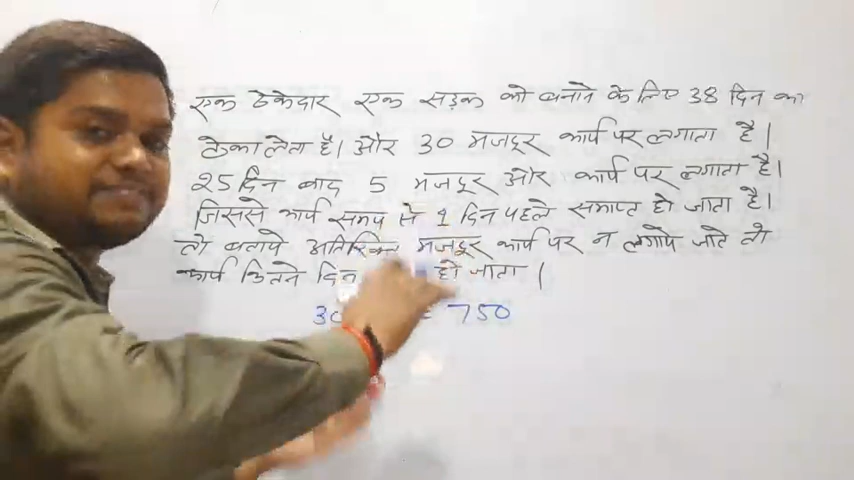 एक ठेकेदार एक सड़क को बनाने के लिए 38 दिन का
ठेका लेता है। और 30 मजदूर कार्य पर लगाता है।
25 दिन बाद 5 मजदूर और कार्य पर लगाता है।
जिससे कार्य समय से 1 दिन पहले समाप्त हो जाता है।
तो बताये अतिरिक्त मजदूर कार्य पर न लगाये जाते तो
कार्य कितने दिन हो जाता |
30 = 750